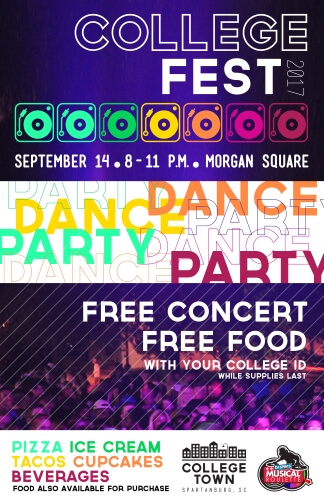 COLLEGE
FEST 2017
SEPTEMBER 14 • 8-11 P.M. • MORGAN SQUARE
PARTY
DANCE
DANCE
PARTY
PARTY
DANCE
DANCE
PARTY
FREE CONCERT
FREE FOOD
WITH YOUR COLLEGE ID
WHILE SUPPLIES LAST
PIZZA ICE CREAM
TACOS CUPCAKES
BEVERAGES
FOOD ALSO AVAILABLE FOR PURCHASE
COLLEGE
TOWN
SPARTANBURG, SC
MUSICAL
ROULETTE